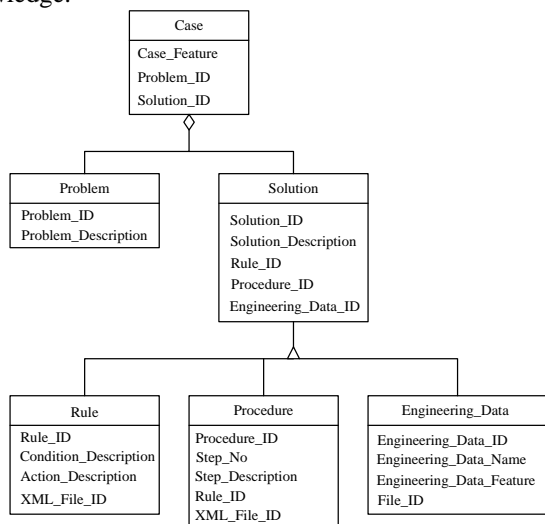 Case
Case_Feature
Problem_ID
Solution_ID
Problem
Problem_ID
Problem_Description
Solution
Solution_ID
Solution_Description
Rule_ID
Procedure_ID
Engineering_Data_ID
Rule
Rule_ID
Condition_Description
Action_Description
XML_File_ID
Procedure
Procedure_ID
Step_No
Step_Description
Rule_ID
XML_File_ID
Engineering_Data
Engineering_Data_ID
Engineering_Data_Name
Engineering_Data_Feature
File_ID